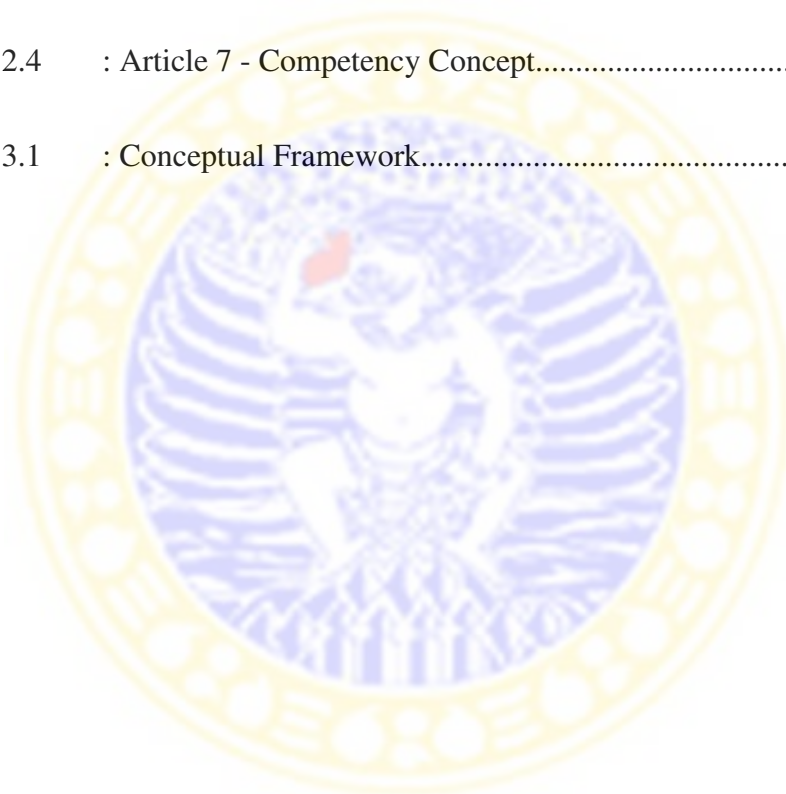 2.4 : Article 7 - Competency Concept...............................
3.1 : Conceptual Framework.............................................